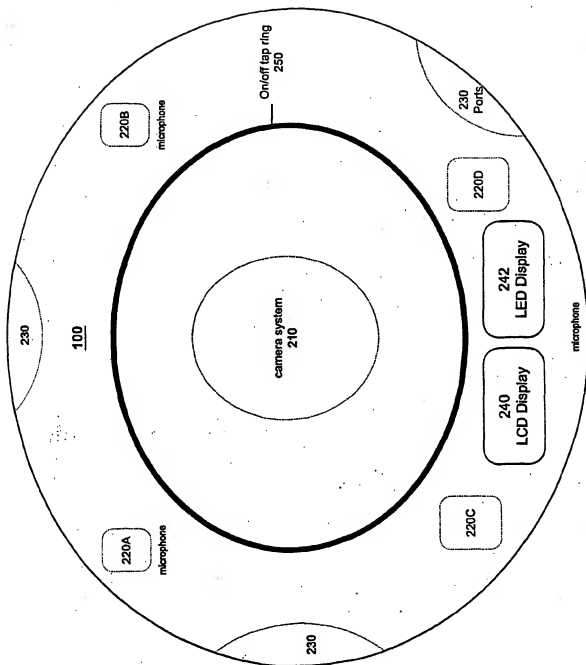 230
100
220A
microphone
220B
microphone
On/off tap ring
250
camera system
210
230
230
Ports
220C
240
LCD Display
242
LED Display
220D
microphone